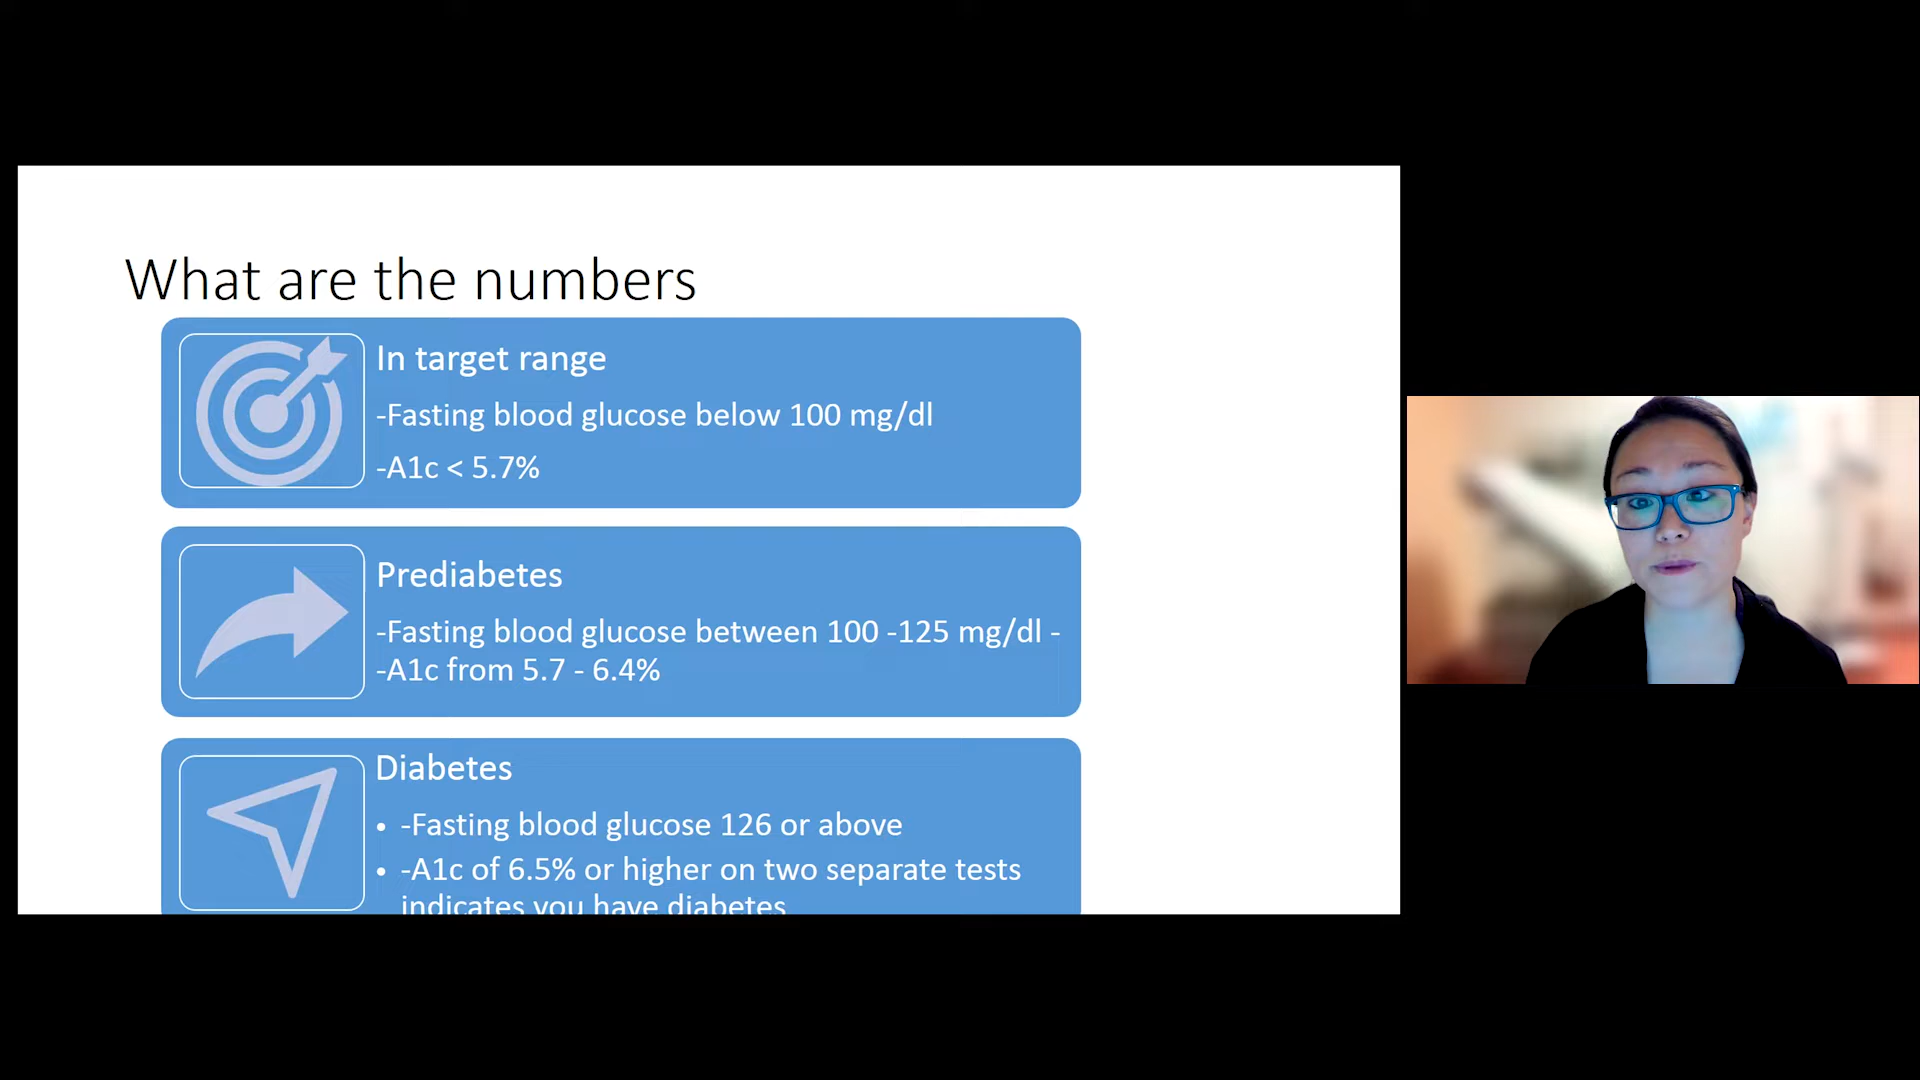 What are the numbers
In target range
-Fasting blood glucose below 100 mg/dl
-A1c < 5.7%
Prediabetes
-Fasting blood glucose between 100 -125 mg/dl -
-A1c from 5.7 - 6.4%
Diabetes
• -Fasting blood glucose 126 or above
• -A1c of 6.5% or higher on two separate tests
indicates you have diabetes